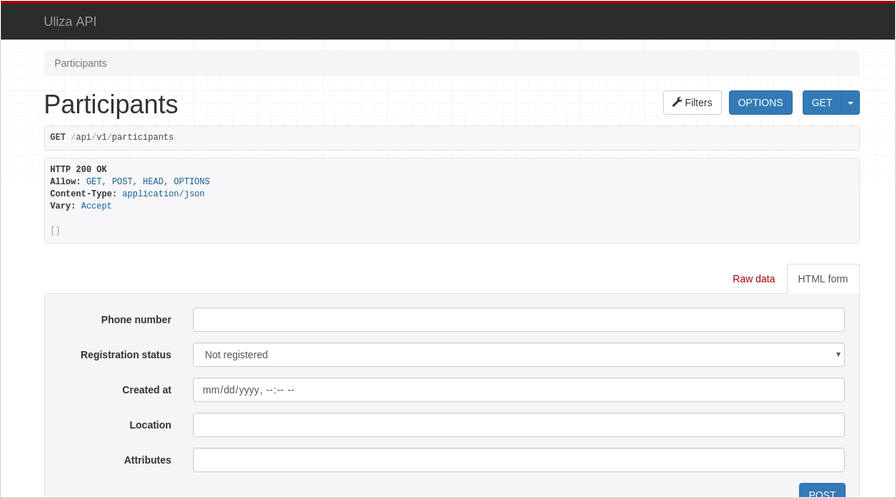 Uliza API
Participants
Participants
Filters
OPTIONS
GET
GET /api/v1/participants
HTTP 200 OK
Allow: GET, POST, HEAD, OPTIONS
Content-Type: application/json
Vary: Accept
[]
Raw data
HTML form
Phone number
Registration status
Not registered
Created at
mm/dd/yyyy, --:-- --
Location
Attributes
POST